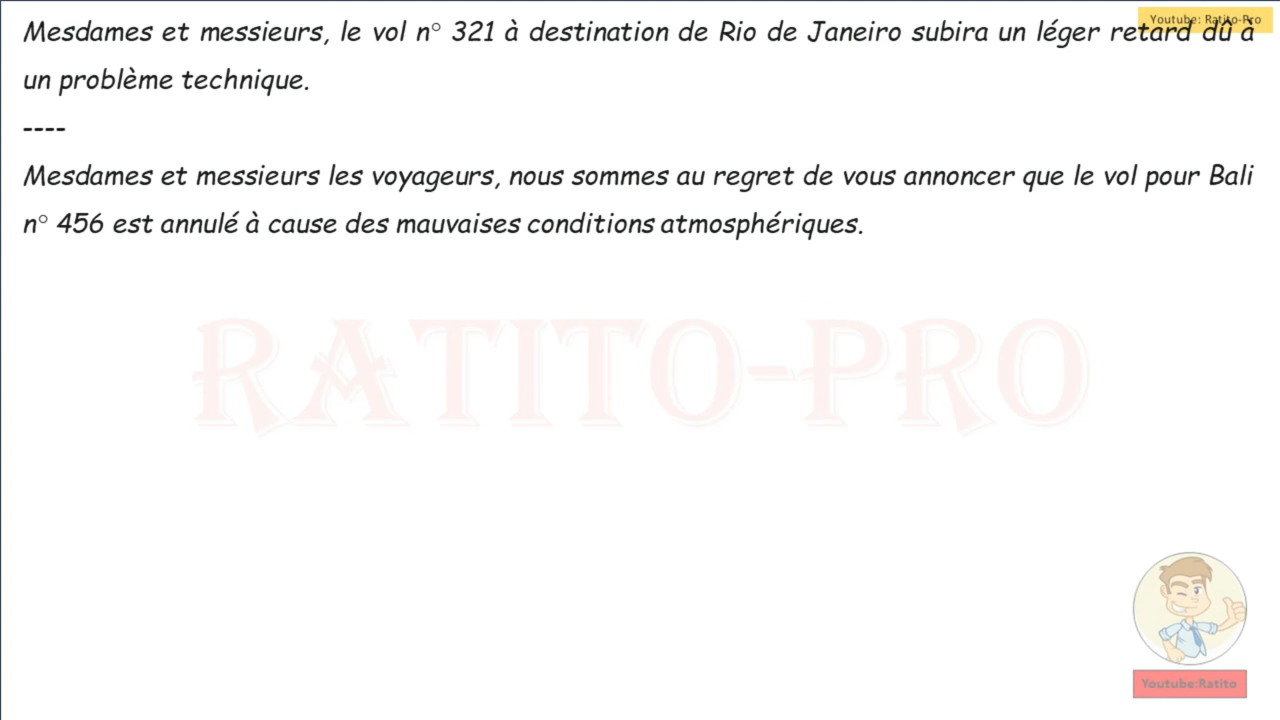 Youtube: Ratito-Pro
Mesdames et messieurs, le vol n° 321 à destination de Rio de Janeiro subira un léger retard dû à
un problème technique.
----
Mesdames et messieurs les voyageurs, nous sommes au regret de vous annoncer que le vol pour Bali
n° 456 est annulé à cause des mauvaises conditions atmosphériques.
RATITO-PRO
Youtube:Ratito